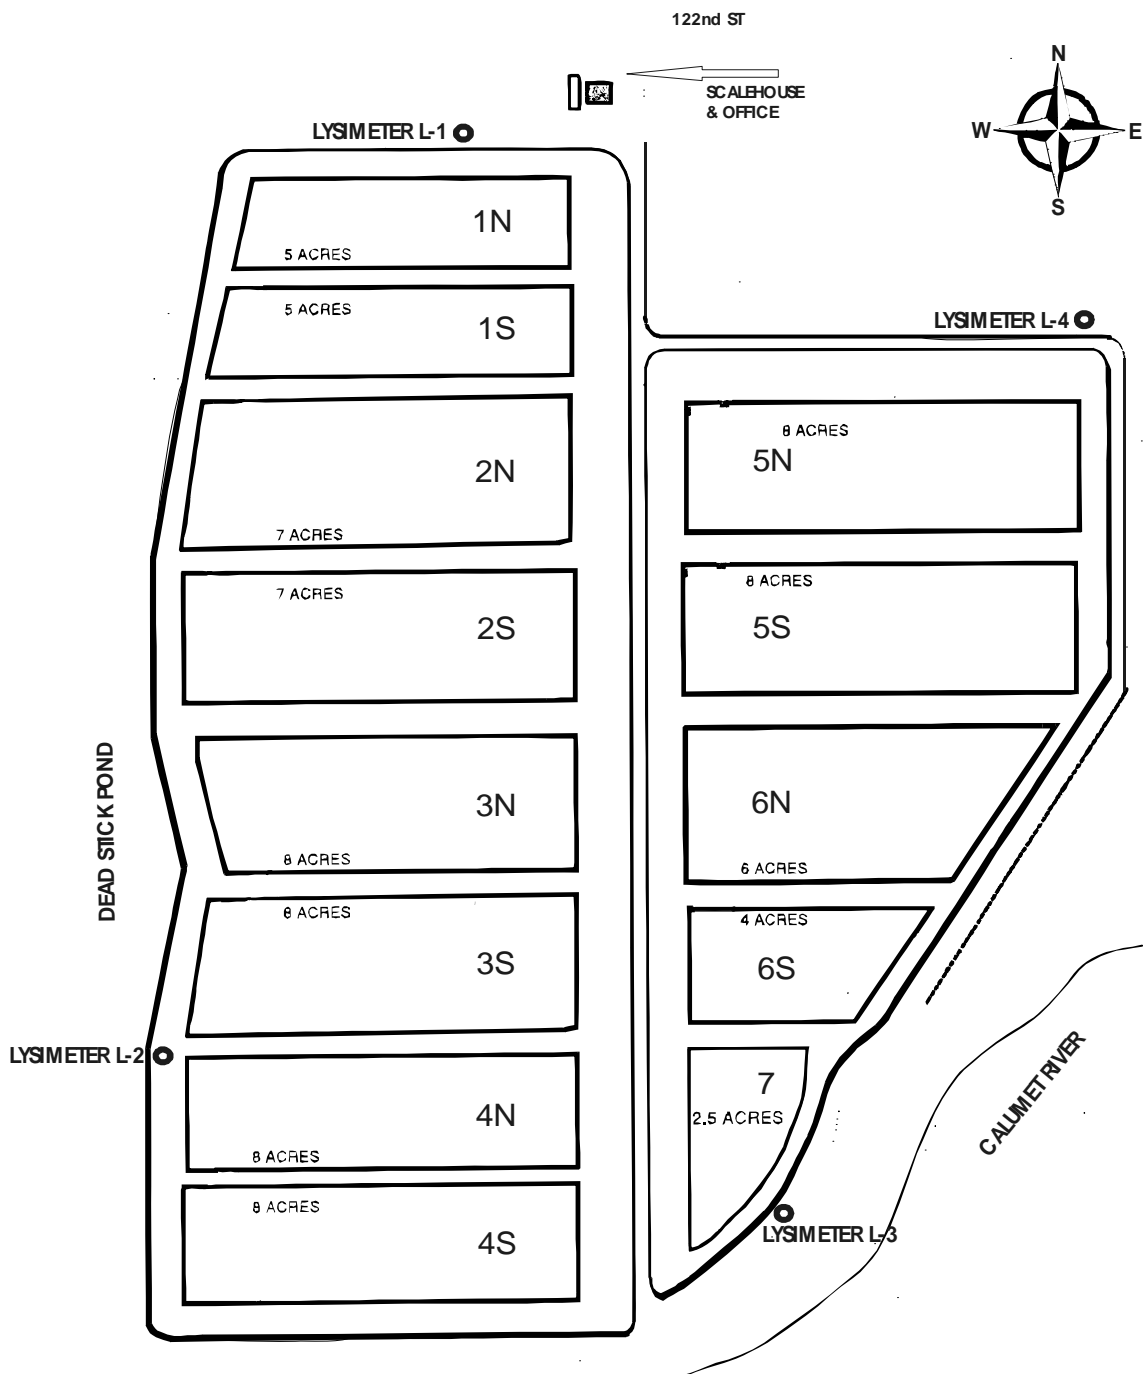 122nd ST
SCALEHOUSE
& OFFICE
N
W
E
S
LYSIMETER L-1
1N
5 ACRES
5 ACRES
1S
LYSIMETER L-4
2N
7 ACRES
8 ACRES
5N
7 ACRES
2S
8 ACRES
5S
DEAD STICK POND
3N
8 ACRES
6N
6 ACRES
8 ACRES
3S
4 ACRES
6S
LYSIMETER L-2
4N
8 ACRES
7
2.5 ACRES
CALUMET RIVER
8 ACRES
4S
LYSIMETER L-3